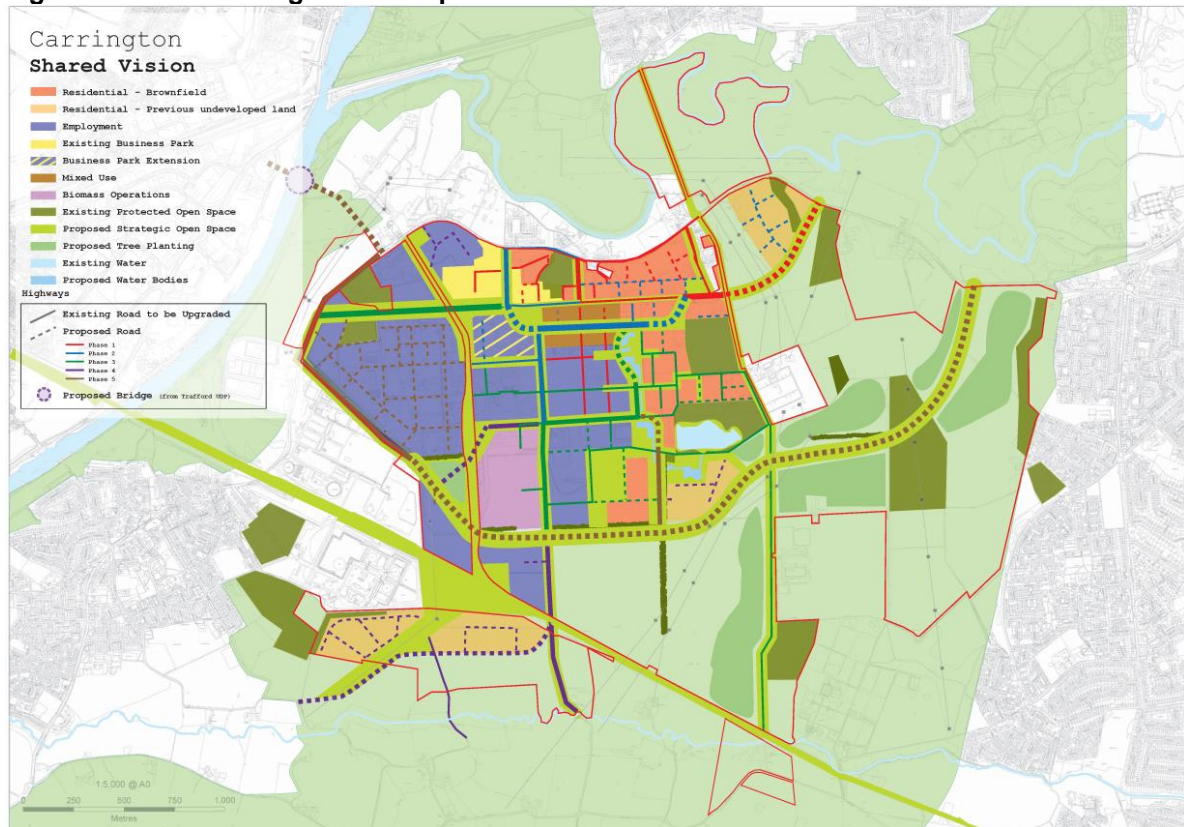 Carrington
Shared Vision
Residential - Brownfield
Residential - Previous undeveloped land
Employment
Existing Business Park
Business Park Extension
Mixed Use
Biomass Operations
Existing Protected Open Space
Proposed Strategic Open Space
Proposed Tree Planting
Existing Water
Proposed Water Bodies
Highways
Existing Road to be Upgraded
Proposed Road
Phase 1
Phase 2
Phase 3
Phase 4
Phase 5
Proposed Bridge (from Trafford UDP)
1:5,000 @ A0
0 250 500 750 1,000
Metres